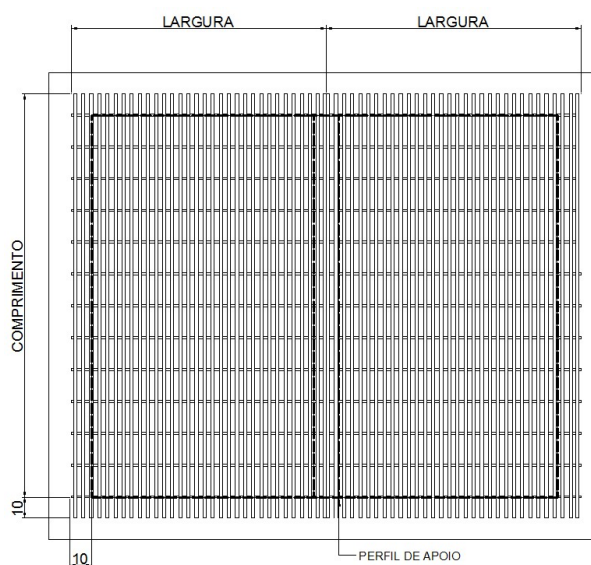 LARGURA LARGURA
COMPRIMENTO
10
10
PERFIL DE APOIO